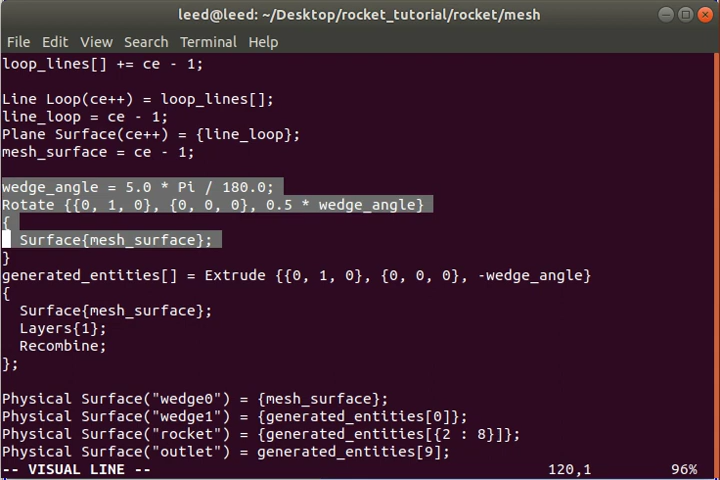 leed@leed: ~/Desktop/rocket_tutorial/rocket/mesh
File Edit View Search Terminal Help
loop_lines[] += ce - 1;
Line Loop(ce++) = loop_lines[];
line_loop = ce - 1;
Plane Surface(ce++) = {line_loop};
mesh_surface = ce - 1;
wedge_angle = 5.0 * Pi / 180.0;
Rotate {{0, 1, 0}, {0, 0, 0}, 0.5 * wedge_angle}
{
  Surface{mesh_surface};
}
generated_entities[] = Extrude {{0, 1, 0}, {0, 0, 0}, -wedge_angle}
{
  Surface{mesh_surface};
  Layers{1};
  Recombine;
};
Physical Surface("wedge0") = {mesh_surface};
Physical Surface("wedge1") = {generated_entities[0]};
Physical Surface("rocket") = {generated_entities[{2 : 8}]};
Physical Surface("outlet") = generated_entities[9];
-- VISUAL LINE -- 120,1 96%